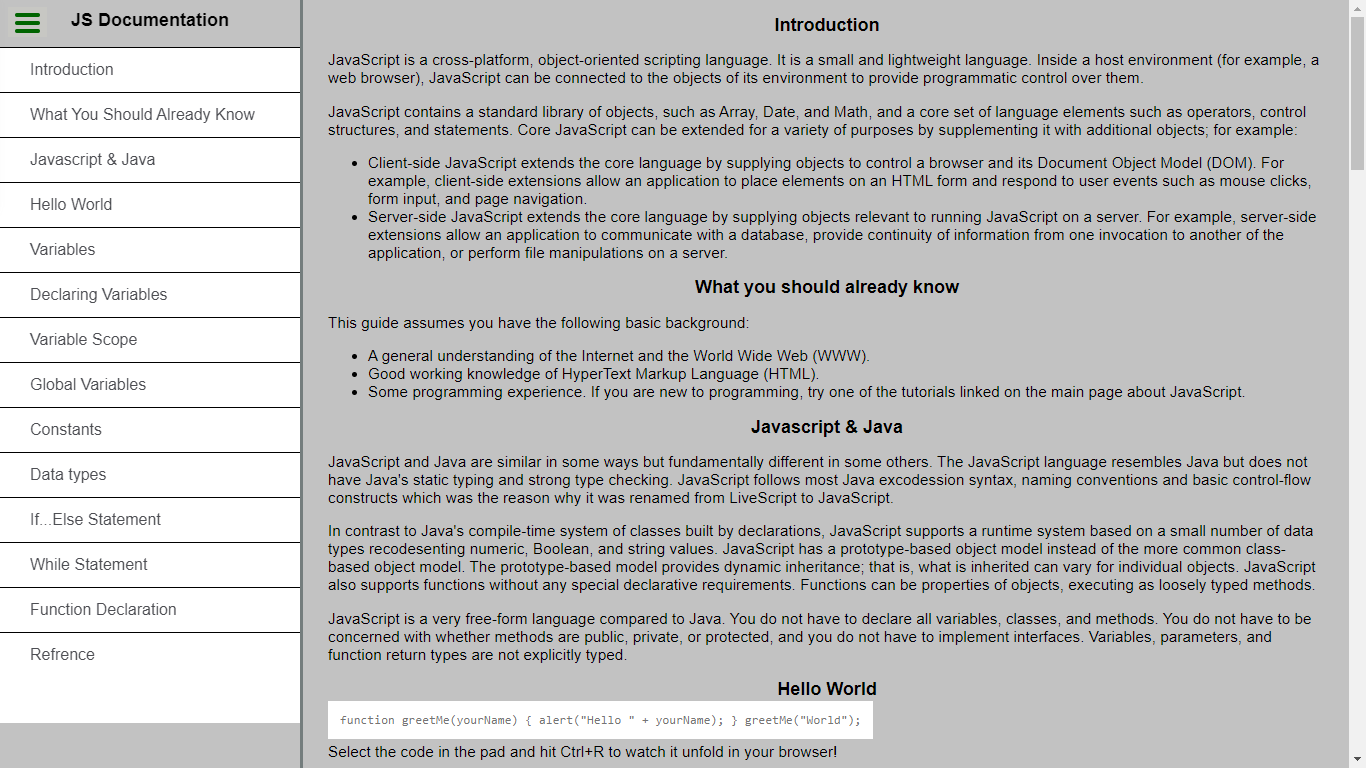 JS Documentation
Introduction
What You Should Already Know
Javascript & Java
Hello World
Variables
Declaring Variables
Variable Scope
Global Variables
Constants
Data types
If...Else Statement
While Statement
Function Declaration
Refrence
Introduction
JavaScript is a cross-platform, object-oriented scripting language. It is a small and lightweight language. Inside a host environment (for example, a
web browser), JavaScript can be connected to the objects of its environment to provide programmatic control over them.
JavaScript contains a standard library of objects, such as Array, Date, and Math, and a core set of language elements such as operators, control
structures, and statements. Core JavaScript can be extended for a variety of purposes by supplementing it with additional objects; for example:
• Client-side JavaScript extends the core language by supplying objects to control a browser and its Document Object Model (DOM). For
example, client-side extensions allow an application to place elements on an HTML form and respond to user events such as mouse clicks,
form input, and page navigation.
• Server-side JavaScript extends the core language by supplying objects relevant to running JavaScript on a server. For example, server-side
extensions allow an application to communicate with a database, provide continuity of information from one invocation to another of the
application, or perform file manipulations on a server.
What you should already know
This guide assumes you have the following basic background:
• A general understanding of the Internet and the World Wide Web (WWW).
• Good working knowledge of HyperText Markup Language (HTML).
• Some programming experience. If you are new to programming, try one of the tutorials linked on the main page about JavaScript.
Javascript & Java
JavaScript and Java are similar in some ways but fundamentally different in some others. The JavaScript language resembles Java but does not
have Java's static typing and strong type checking. JavaScript follows most Java excodession syntax, naming conventions and basic control-flow
constructs which was the reason why it was renamed from LiveScript to JavaScript.
In contrast to Java's compile-time system of classes built by declarations, JavaScript supports a runtime system based on a small number of data
types recodesenting numeric, Boolean, and string values. JavaScript has a prototype-based object model instead of the more common class-
based object model. The prototype-based model provides dynamic inheritance; that is, what is inherited can vary for individual objects. JavaScript
also supports functions without any special declarative requirements. Functions can be properties of objects, executing as loosely typed methods.
JavaScript is a very free-form language compared to Java. You do not have to declare all variables, classes, and methods. You do not have to be
concerned with whether methods are public, private, or protected, and you do not have to implement interfaces. Variables, parameters, and
function return types are not explicitly typed.
Hello World
function greetMe(yourName) { alert("Hello " + yourName); } greetMe("World");
Select the code in the pad and hit Ctrl+R to watch it unfold in your browser!